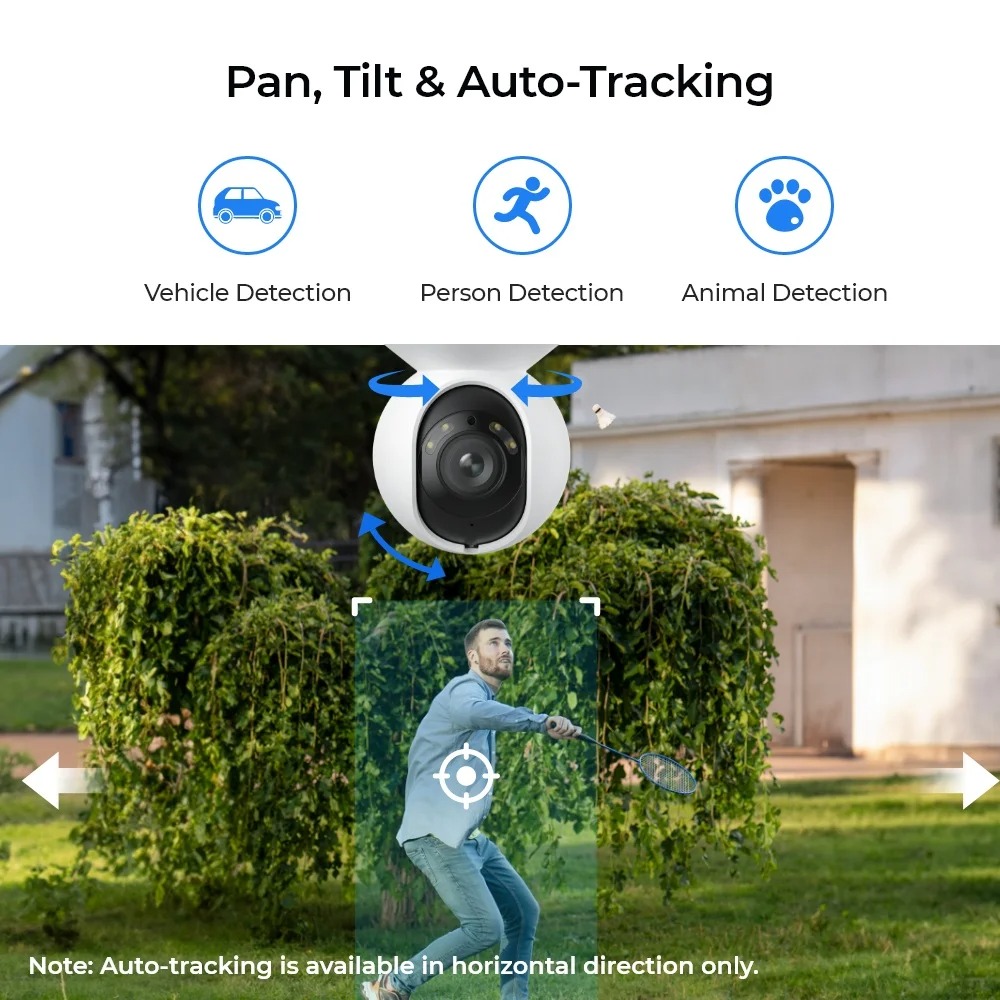 Pan, Tilt & Auto-Tracking
Vehicle Detection
Person Detection
Animal Detection
Note: Auto-tracking is available in horizontal direction only.